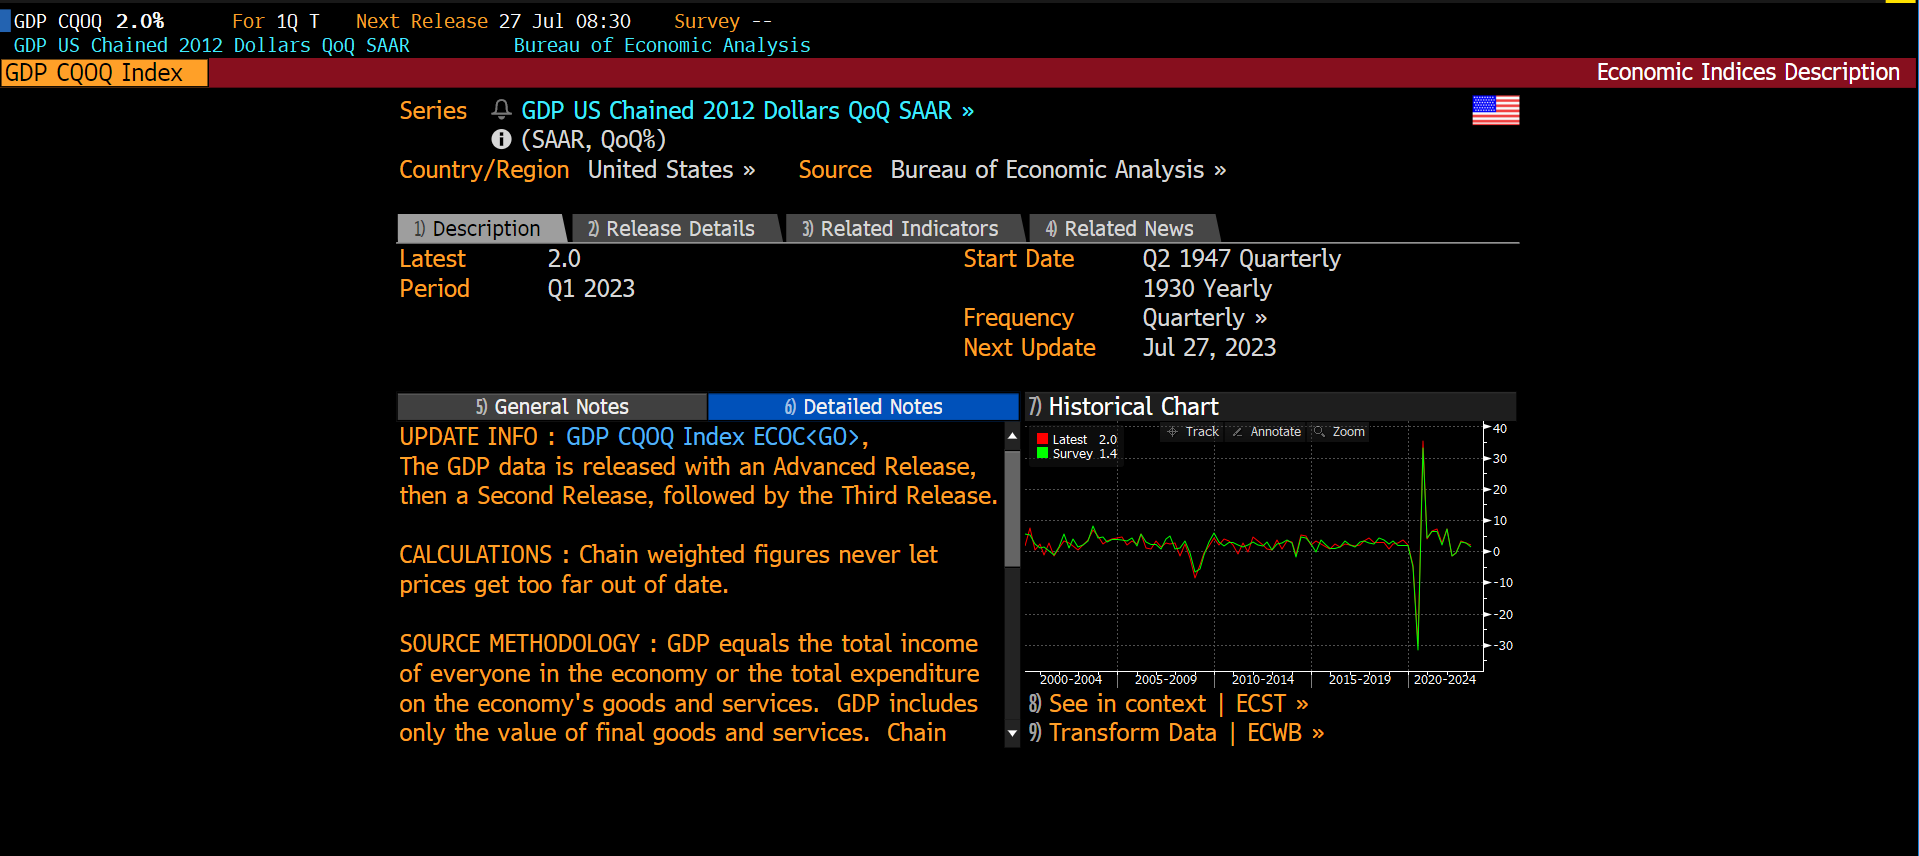 GDP CQOQ 2.0% For 1Q T Next Release 27 Jul 08:30 Survey --
GDP US Chained 2012 Dollars QoQ SAAR Bureau of Economic Analysis
GDP CQOQ Index Economic Indices Description
Series GDP US Chained 2012 Dollars QoQ SAAR »
(SAAR, QoQ%)
Country/Region United States » Source Bureau of Economic Analysis »
1) Description 2) Release Details 3) Related Indicators 4) Related News
Latest 2.0 Start Date Q2 1947 Quarterly
Period Q1 2023 1930 Yearly
Frequency Quarterly »
Next Update Jul 27, 2023
5) General Notes 6) Detailed Notes
UPDATE INFO : GDP CQOQ Index ECOC<GO>,
The GDP data is released with an Advanced Release,
then a Second Release, followed by the Third Release.
CALCULATIONS : Chain weighted figures never let
prices get too far out of date.
SOURCE METHODOLOGY : GDP equals the total income
of everyone in the economy or the total expenditure
on the economy's goods and services. GDP includes
only the value of final goods and services. Chain
7) Historical Chart
Track Annotate Zoom
Latest 2.0
Survey 1.4
40
30
20
10
0
-10
-20
-30
2000-2004 2005-2009 2010-2014 2015-2019 2020-2024
8) See in context | ECST »
9) Transform Data | ECWB »